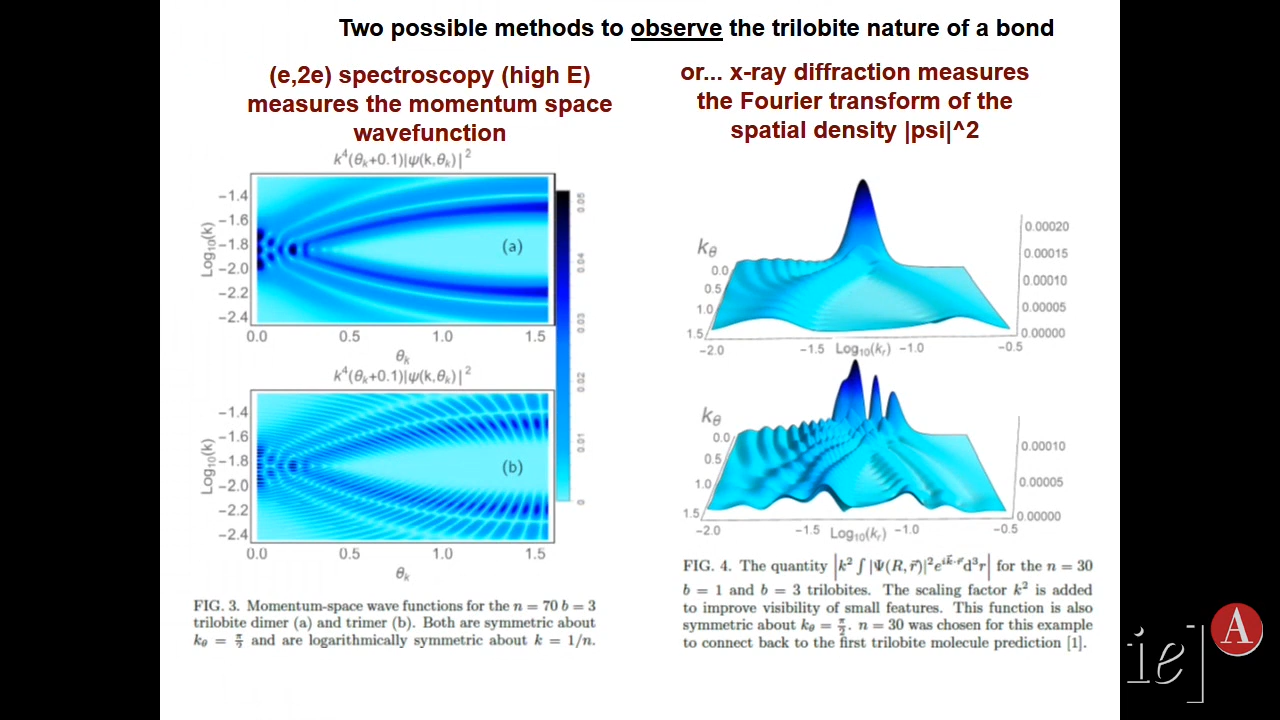 Two possible methods to observe the trilobite nature of a bond
(e,2e) spectroscopy (high E)
measures the momentum space
wavefunction
k⁴(θₖ+0.1)|ψ(k,θₖ)|²
-1.4
-1.6
-1.8
-2.0
-2.2
-2.4
Log₁₀(k)
(a)
0.0 0.5 1.0 1.5
θₖ
0.05
0.04
0.03
0.02
0.01
0
k⁴(θₖ+0.1)|ψ(k,θₖ)|²
-1.4
-1.6
-1.8
-2.0
-2.2
-2.4
Log₁₀(k)
(b)
0.0 0.5 1.0 1.5
θₖ
FIG. 3. Momentum-space wave functions for the n = 70 b = 3
trilobite dimer (a) and trimer (b). Both are symmetric about
kθ = π/2 and are logarithmically symmetric about k = 1/n.
or... x-ray diffraction measures
the Fourier transform of the
spatial density |psi|^2
kθ
0.0
0.5
1.0
1.5
-2.0 -1.5 Log₁₀(kᵣ) -1.0 -0.5
0.00020
0.00015
0.00010
0.00005
0.00000
kθ
0.0
0.5
1.0
1.5
-2.0 -1.5 Log₁₀(kᵣ) -1.0 -0.5
0.00010
0.00005
0.00000
FIG. 4. The quantity |k² ∫ |Ψ(R, r⃗)|²e^{ik⃗·r⃗}d³r| for the n = 30
b = 1 and b = 3 trilobites. The scaling factor k² is added
to improve visibility of small features. This function is also
symmetric about kθ = π/2. n = 30 was chosen for this example
to connect back to the first trilobite molecule prediction [1].
ie]
A